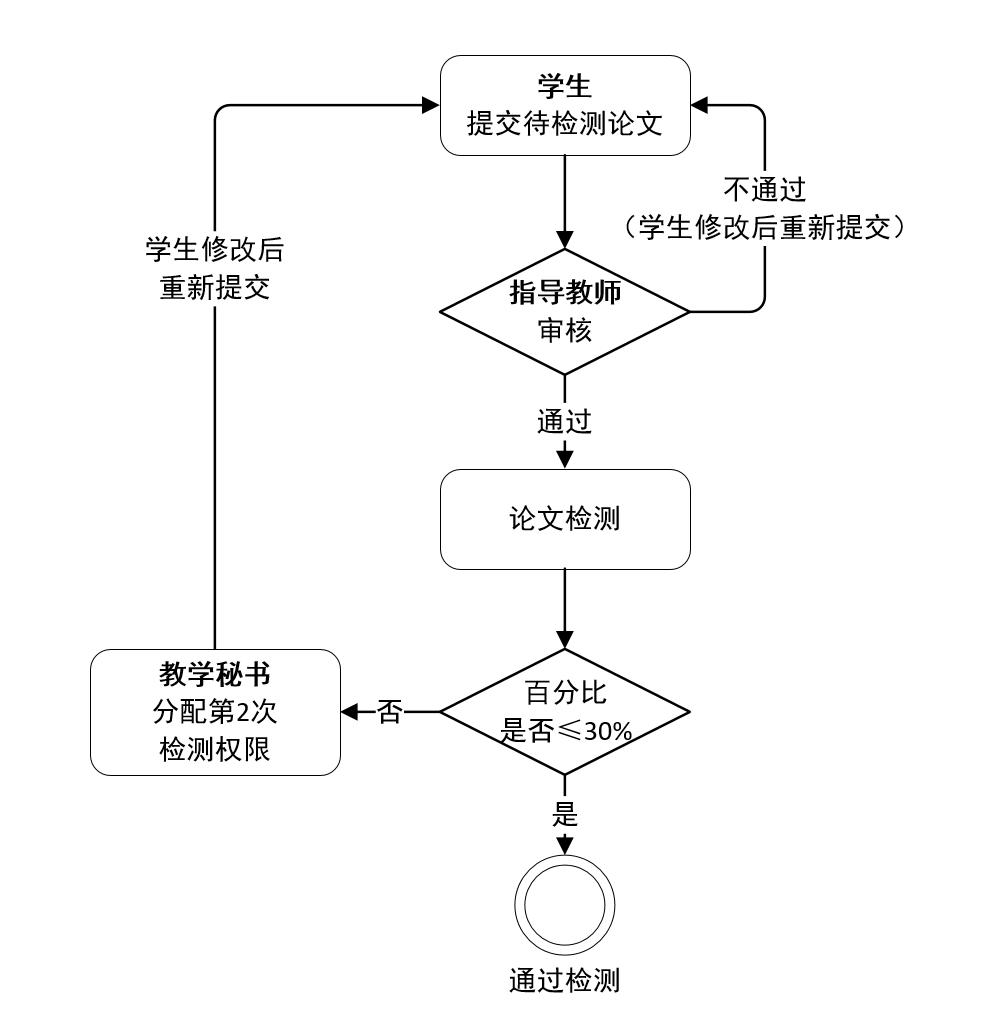 学生
提交待检测论文
不通过
（学生修改后重新提交）
学生修改后
重新提交
指导教师
审核
通过
论文检测
教学秘书
分配第2次
检测权限
否
百分比
是否≤30%
是
通过检测